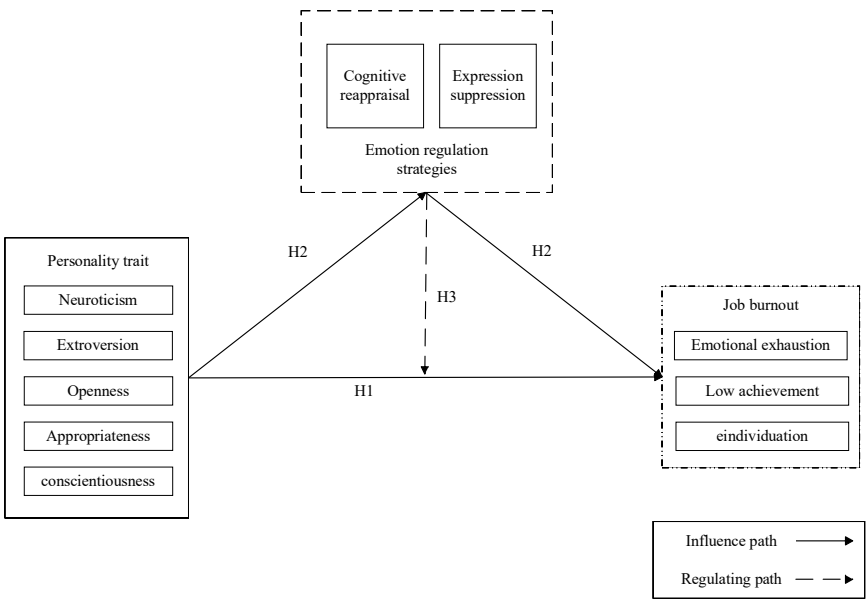 Cognitive
reappraisal
Expression
suppression
Emotion regulation
strategies
H2
H2
H3
H1
Personality trait
Neuroticism
Extroversion
Openness
Appropriateness
conscientiousness
Job burnout
Emotional exhaustion
Low achievement
eindividuation
Influence path
Regulating path